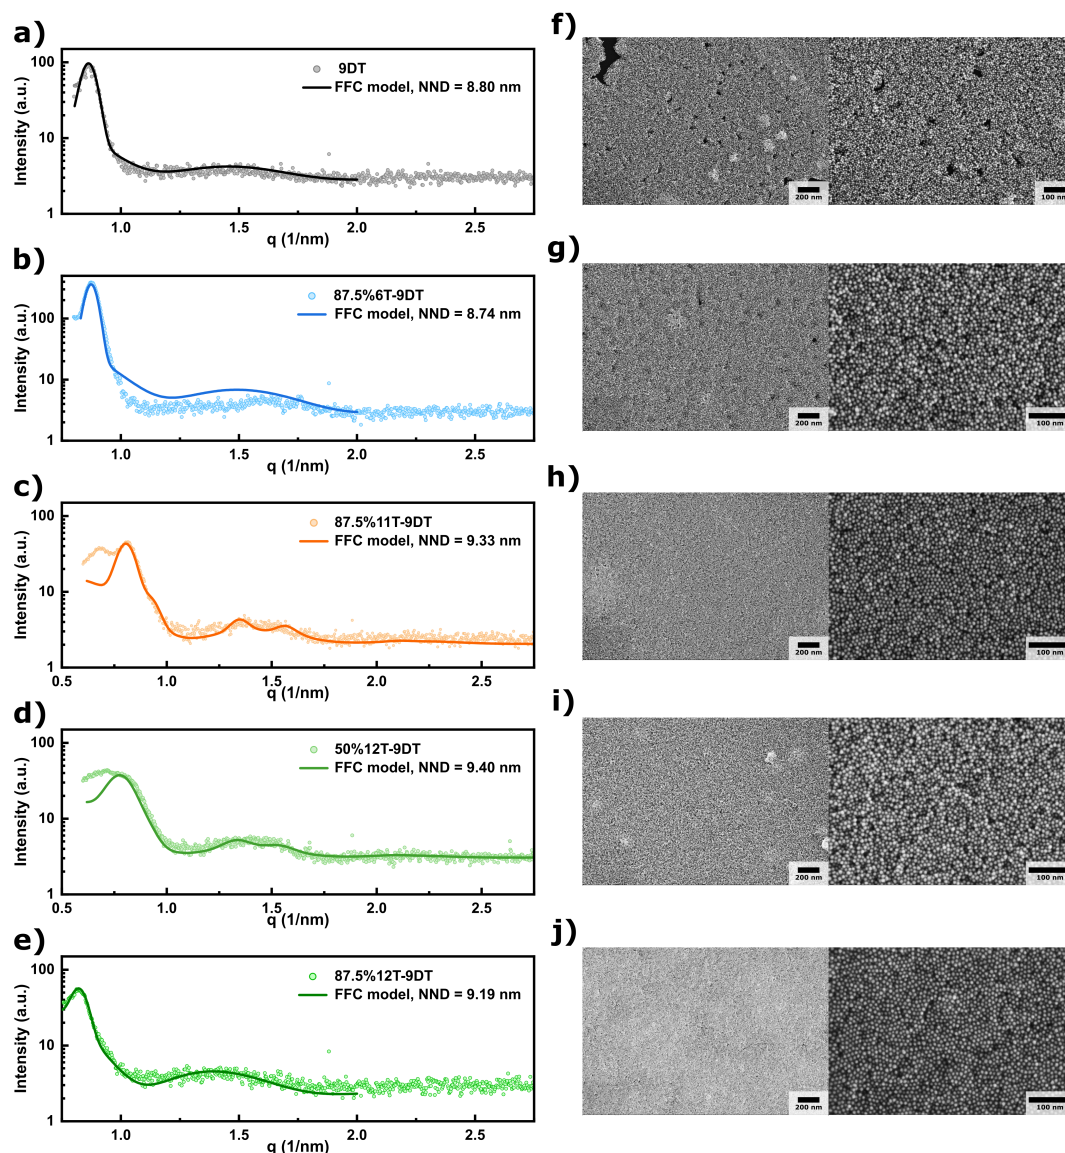 a)
Intensity (a.u.)
100
10
1
9DT
FFC model, NND = 8.80 nm
1.0 1.5 2.0 2.5
q (1/nm)
b)
Intensity (a.u.)
100
10
1
87.5%6T-9DT
FFC model, NND = 8.74 nm
1.0 1.5 2.0 2.5
q (1/nm)
c)
Intensity (a.u.)
100
10
1
87.5%11T-9DT
FFC model, NND = 9.33 nm
0.5 1.0 1.5 2.0 2.5
q (1/nm)
d)
Intensity (a.u.)
100
10
1
50%12T-9DT
FFC model, NND = 9.40 nm
0.5 1.0 1.5 2.0 2.5
q (1/nm)
e)
Intensity (a.u.)
100
10
1
87.5%12T-9DT
FFC model, NND = 9.19 nm
1.0 1.5 2.0 2.5
q (1/nm)
f)
200 nm
100 nm
g)
200 nm
100 nm
h)
200 nm
100 nm
i)
200 nm
100 nm
j)
200 nm
100 nm